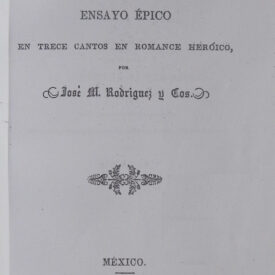 ENSAYO ÉPICO
EN TRECE CANTOS EN ROMANCE HERÓICO,
POR
José M. Rodriguez y Cos.
MÉXICO.